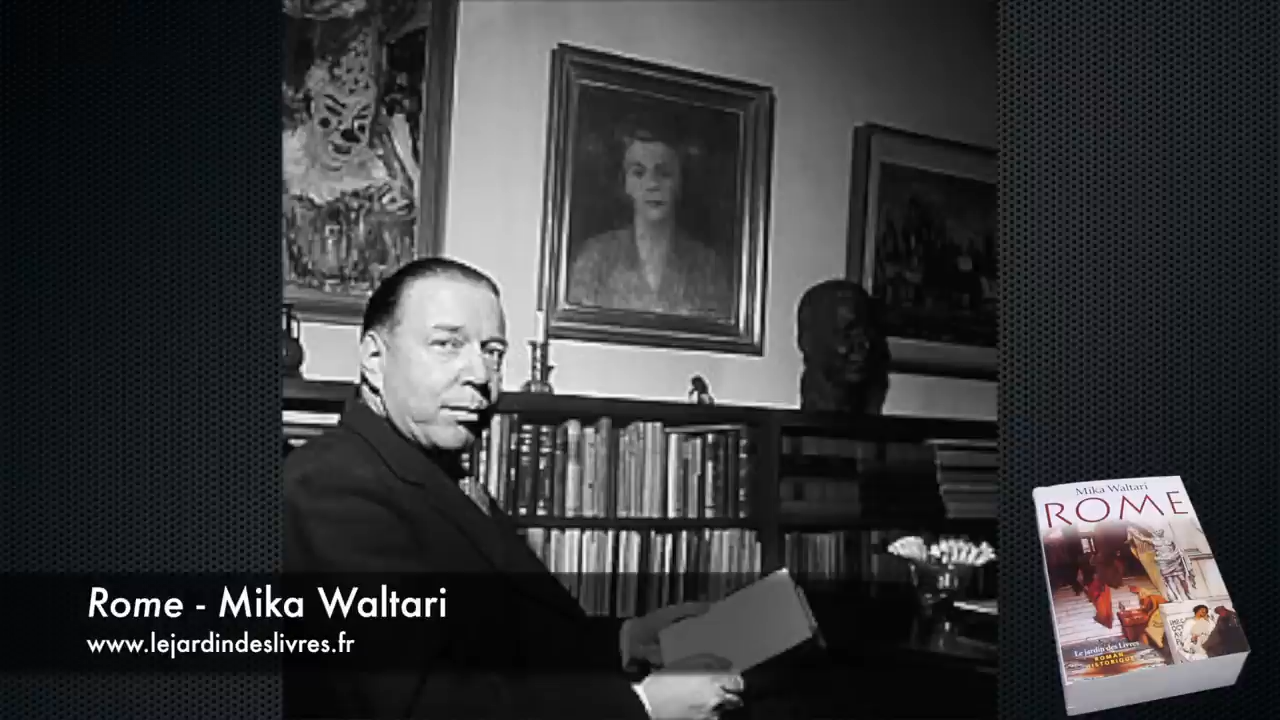 Rome - Mika Waltari
www.lejardindeslivres.fr
Mika Waltari
ROME
Le jardin des Livres
ROMAN
HISTORIQUE